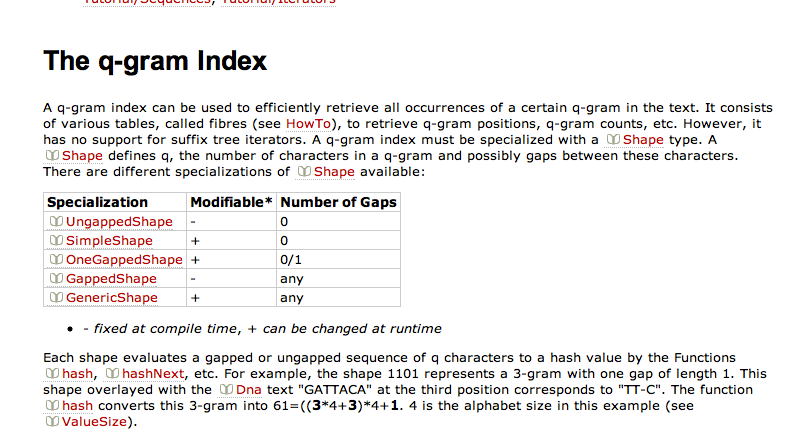 Tutorial/Sequences, Tutorial/Iterators
The q-gram Index
A q-gram index can be used to efficiently retrieve all occurrences of a certain q-gram in the text. It consists
of various tables, called fibres (see HowTo), to retrieve q-gram positions, q-gram counts, etc. However, it
has no support for suffix tree iterators. A q-gram index must be specialized with a Shape type. A
Shape defines q, the number of characters in a q-gram and possibly gaps between these characters.
There are different specializations of Shape available:
Specialization Modifiable* Number of Gaps
UngappedShape - 0
SimpleShape + 0
OneGappedShape + 0/1
GappedShape - any
GenericShape + any
• - fixed at compile time, + can be changed at runtime
Each shape evaluates a gapped or ungapped sequence of q characters to a hash value by the Functions
hash, hashNext, etc. For example, the shape 1101 represents a 3-gram with one gap of length 1. This
shape overlayed with the Dna text "GATTACA" at the third position corresponds to "TT-C". The function
hash converts this 3-gram into 61=((3*4+3)*4+1. 4 is the alphabet size in this example (see
ValueSize).